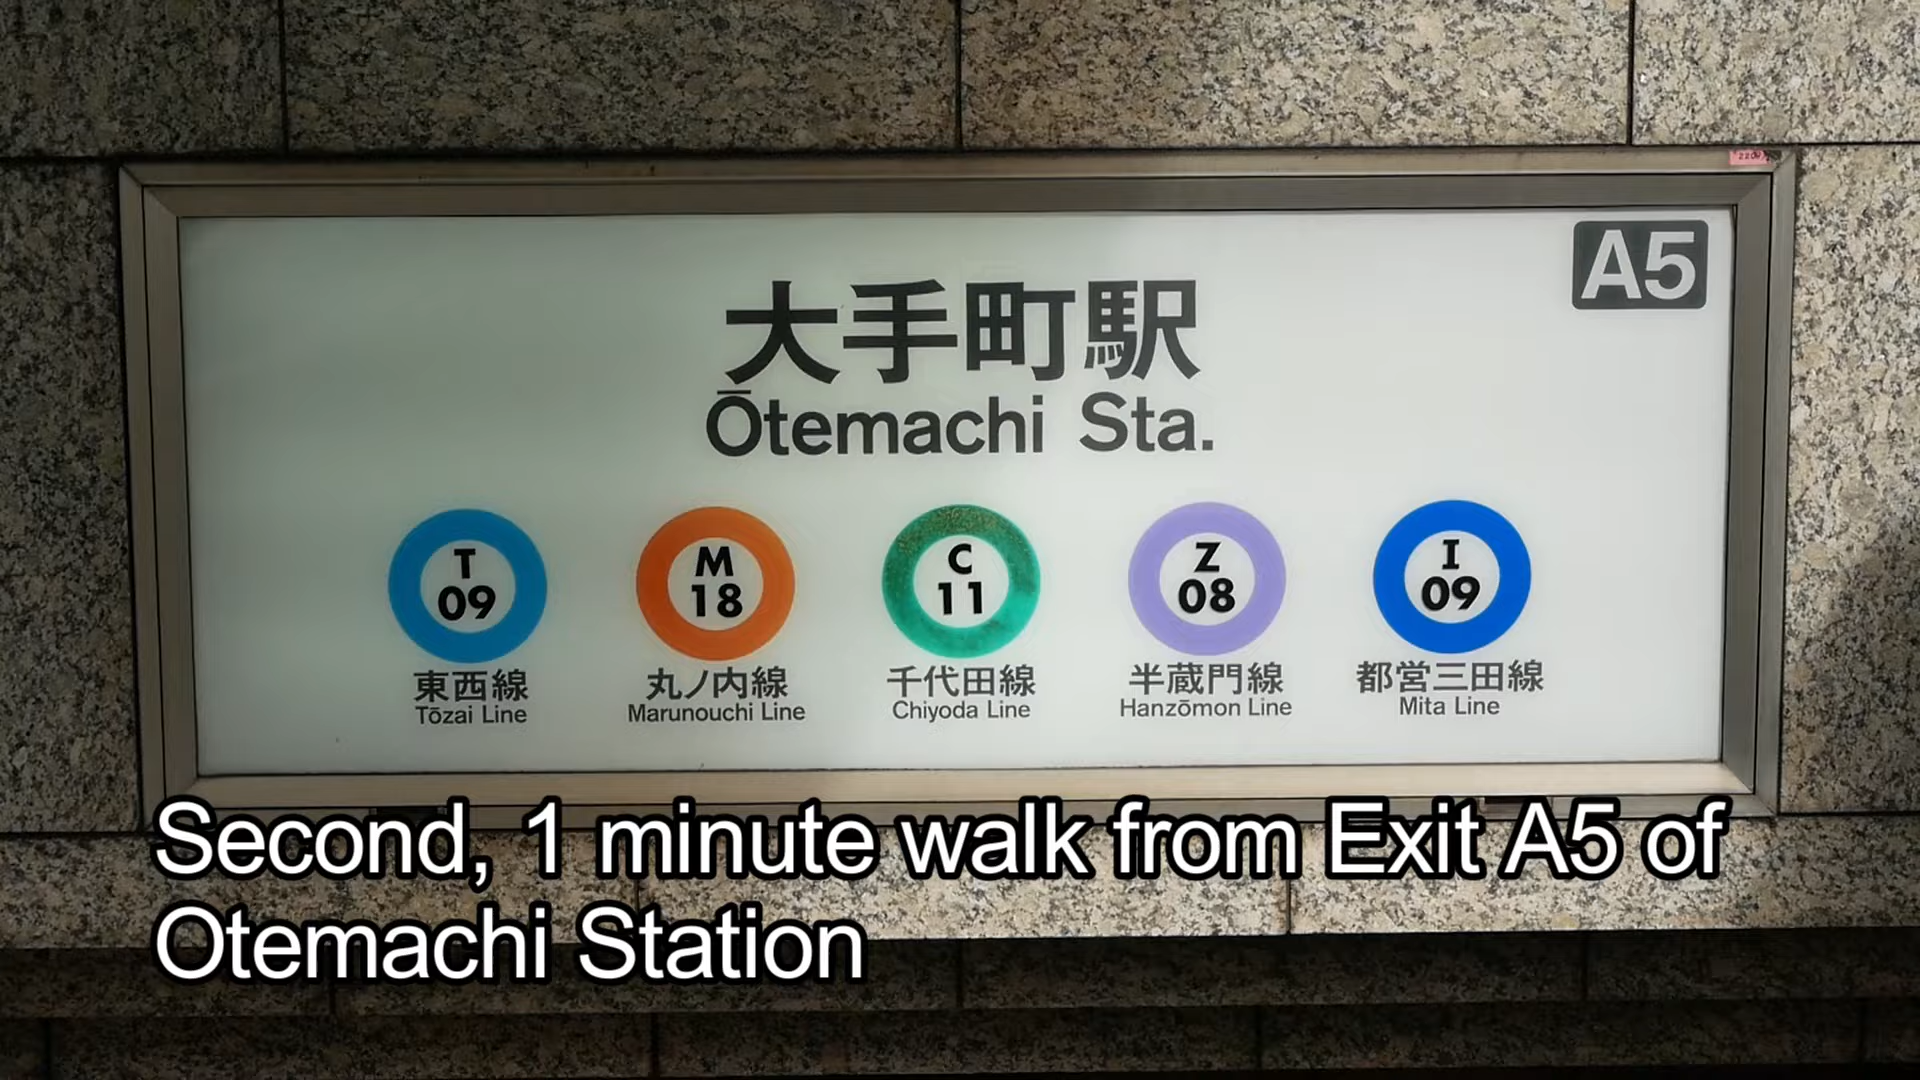 A5
大手町駅
Ōtemachi Sta.
T 09
M 18
C 11
Z 08
I 09
東西線
丸ノ内線
千代田線
半蔵門線
都営三田線
Tōzai Line
Marunouchi Line
Chiyoda Line
Hanzōmon Line
Mita Line
Second, 1 minute walk from Exit A5 of
Otemachi Station